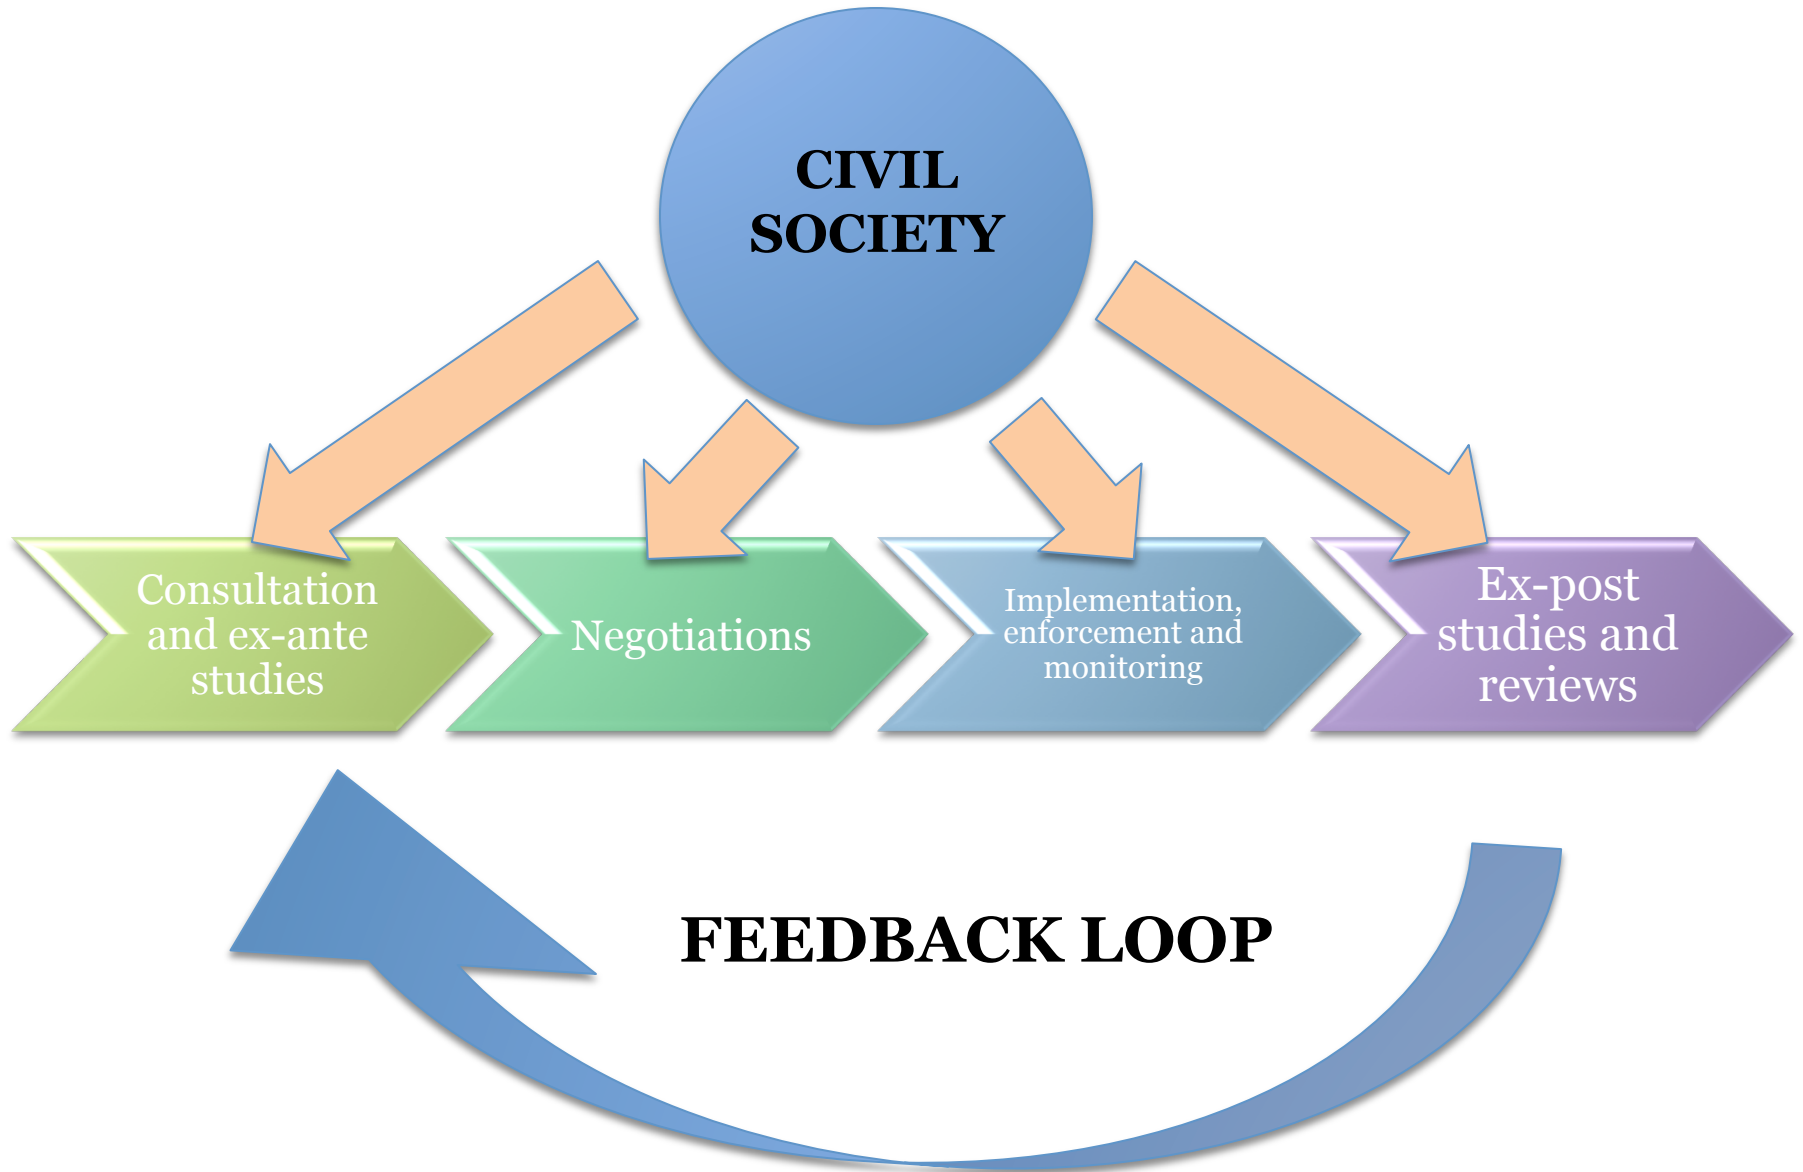 CIVIL
SOCIETY
Consultation
and ex-ante
studies
Negotiations
Implementation,
enforcement and
monitoring
Ex-post
studies and
reviews
FEEDBACK LOOP